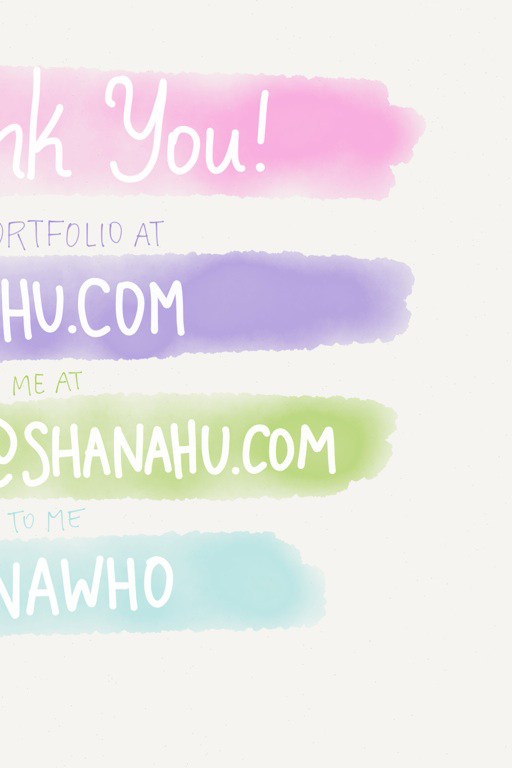 nk You!
ORTFOLIO AT
HU.COM
ME AT
@SHANAHU.COM
TO ME
NAWHO